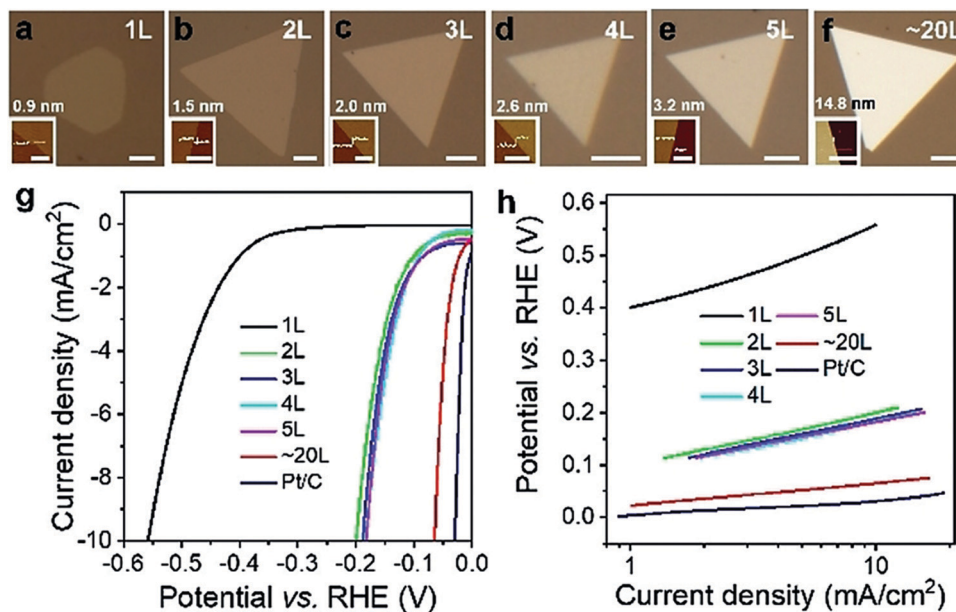 a 1L
0.9 nm
b 2L
1.5 nm
c 3L
2.0 nm
d 4L
2.6 nm
e 5L
3.2 nm
f ~20L
14.8 nm
g
Current density (mA/cm²)
0
-2
-4
-6
-8
-10
1L
2L
3L
4L
5L
~20L
Pt/C
-0.6 -0.5 -0.4 -0.3 -0.2 -0.1 0.0
Potential vs. RHE (V)
h
Potential vs. RHE (V)
0.6
0.5
0.4
0.3
0.2
0.1
0.0
1L 5L
2L ~20L
3L Pt/C
4L
1 10
Current density (mA/cm²)